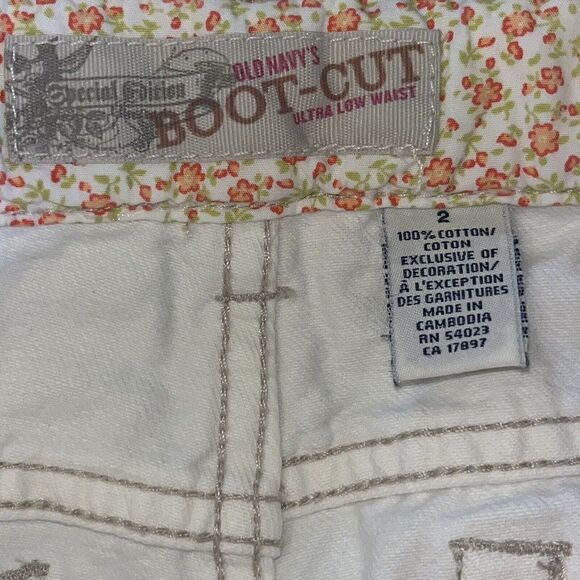 Special Edition
OLD NAVY'S
BOOT-CUT
ULTRA LOW WAIST
2
100% COTTON/
COTON
EXCLUSIVE OF
DECORATION/
À L'EXCEPTION
DES GARNITURES
MADE IN
CAMBODIA
RN 54023
CA 17897